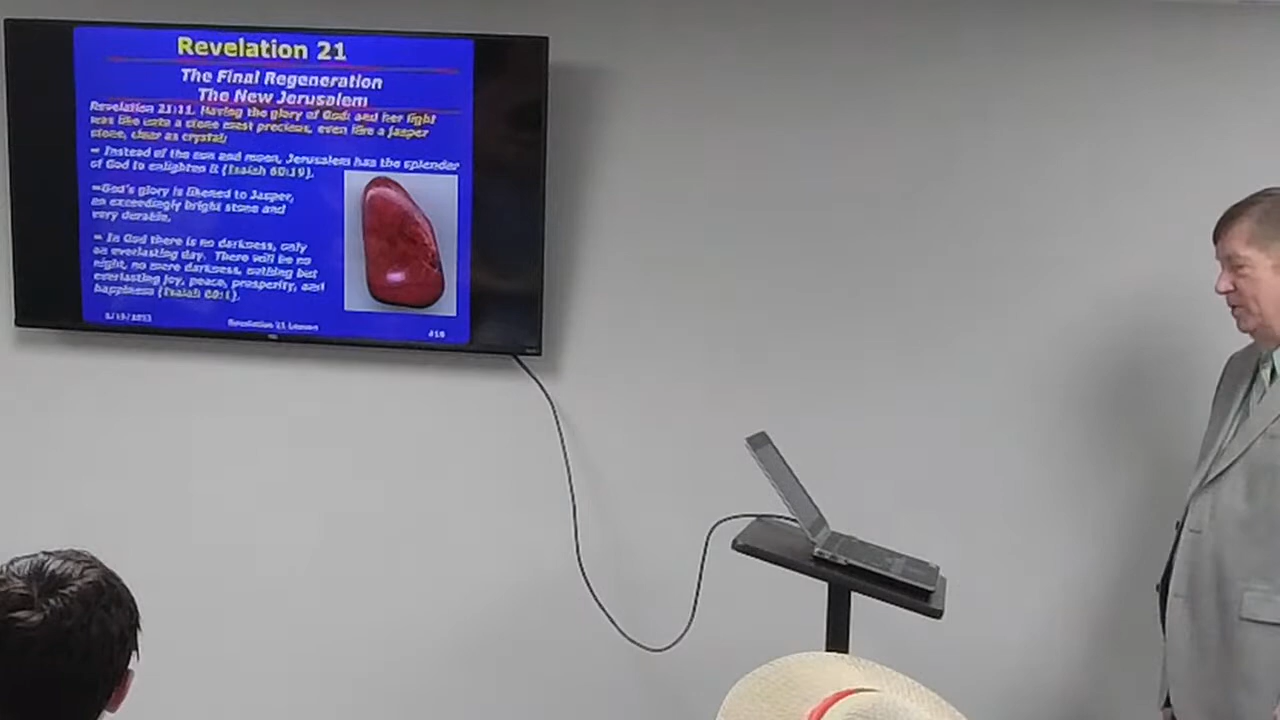 Revelation 21
The Final Regeneration
The New Jerusalem
Revelation 21:11. Having the glory of God: and her light
was like unto a stone most precious, even like a jasper
stone, clear as crystal;
Instead of the sun and moon, Jerusalem has the splendor
of God to enlighten it (Isaiah 60:19).
God's glory is likened to Jasper,
an exceedingly bright stone and
very durable.
In God there is no darkness, only
an everlasting day. There will be no
night, no more darkness, nothing but
everlasting joy, peace, prosperity, and
happiness (Isaiah 60:1).
Revelation 21 Lesson